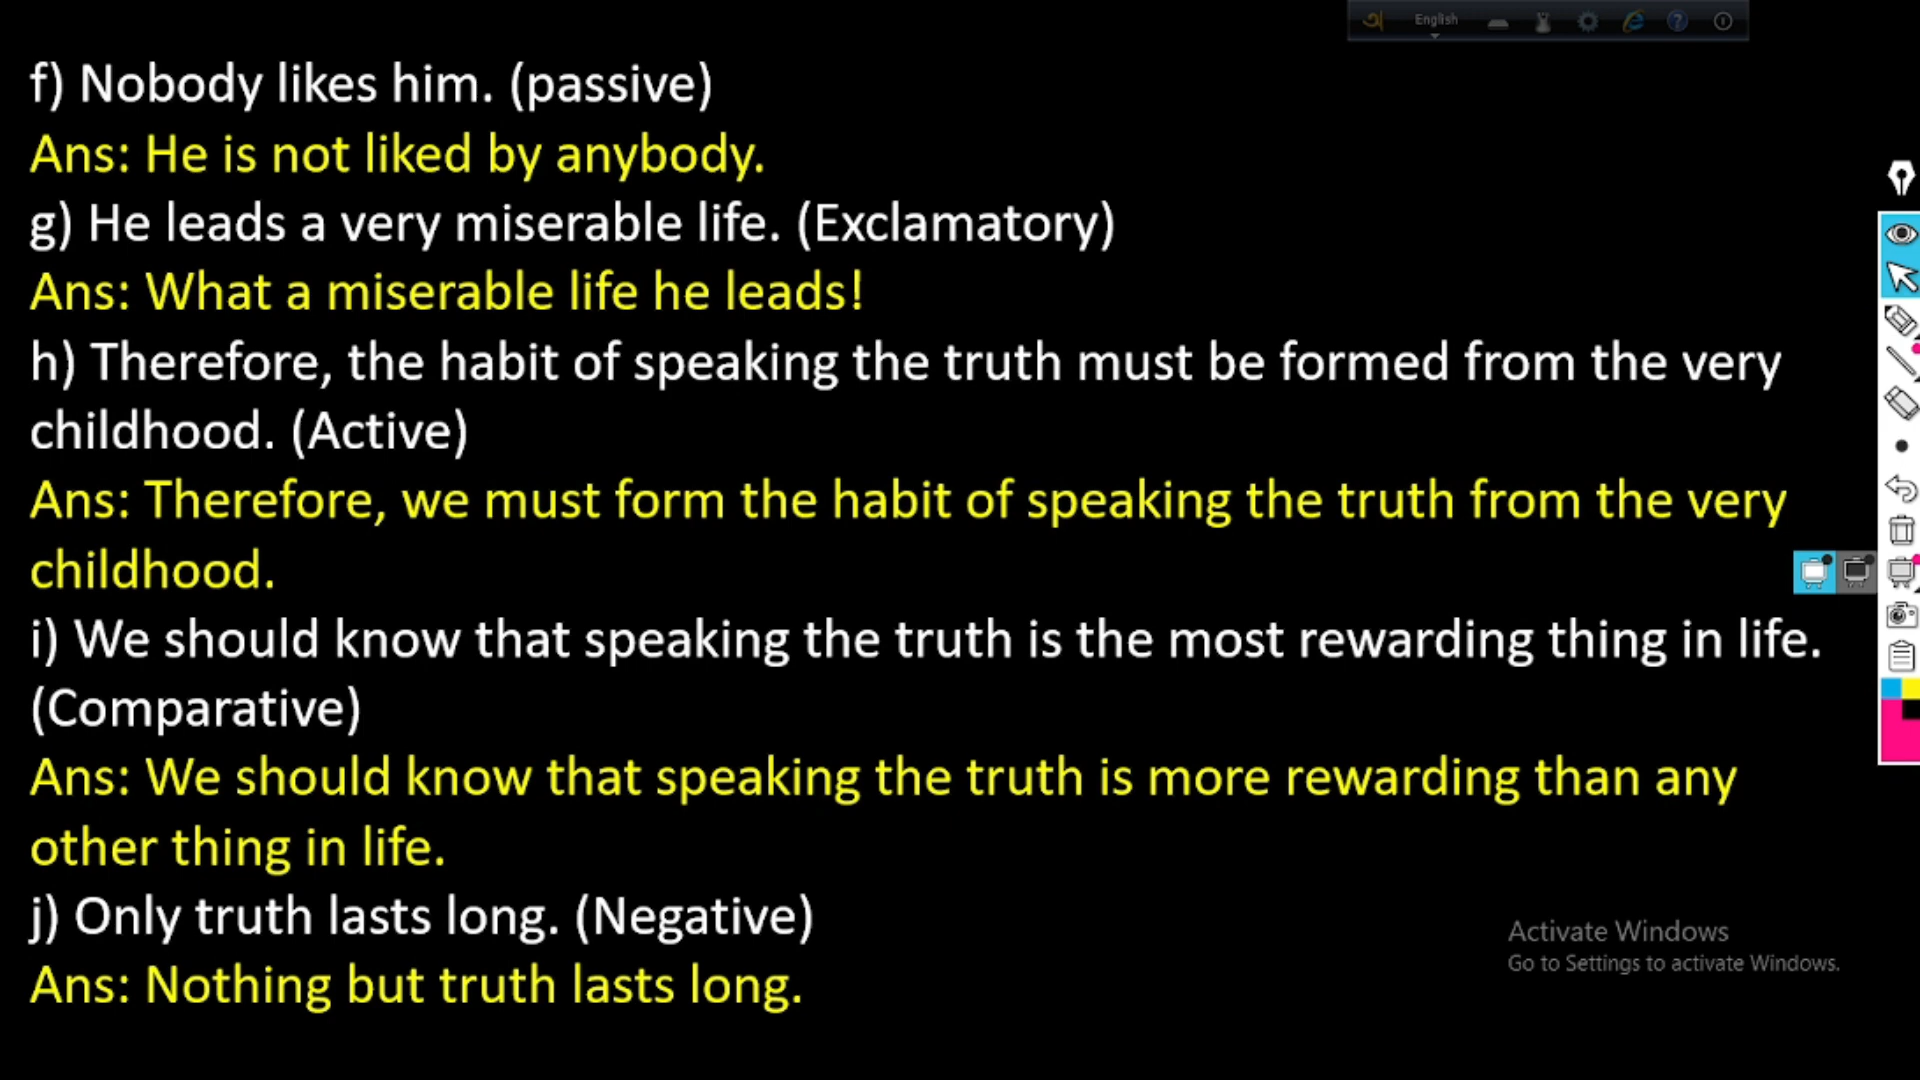 English
f) Nobody likes him. (passive)
Ans: He is not liked by anybody.
g) He leads a very miserable life. (Exclamatory)
Ans: What a miserable life he leads!
h) Therefore, the habit of speaking the truth must be formed from the very
childhood. (Active)
Ans: Therefore, we must form the habit of speaking the truth from the very
childhood.
i) We should know that speaking the truth is the most rewarding thing in life.
(Comparative)
Ans: We should know that speaking the truth is more rewarding than any
other thing in life.
j) Only truth lasts long. (Negative)
Ans: Nothing but truth lasts long.
Activate Windows
Go to Settings to activate Windows.